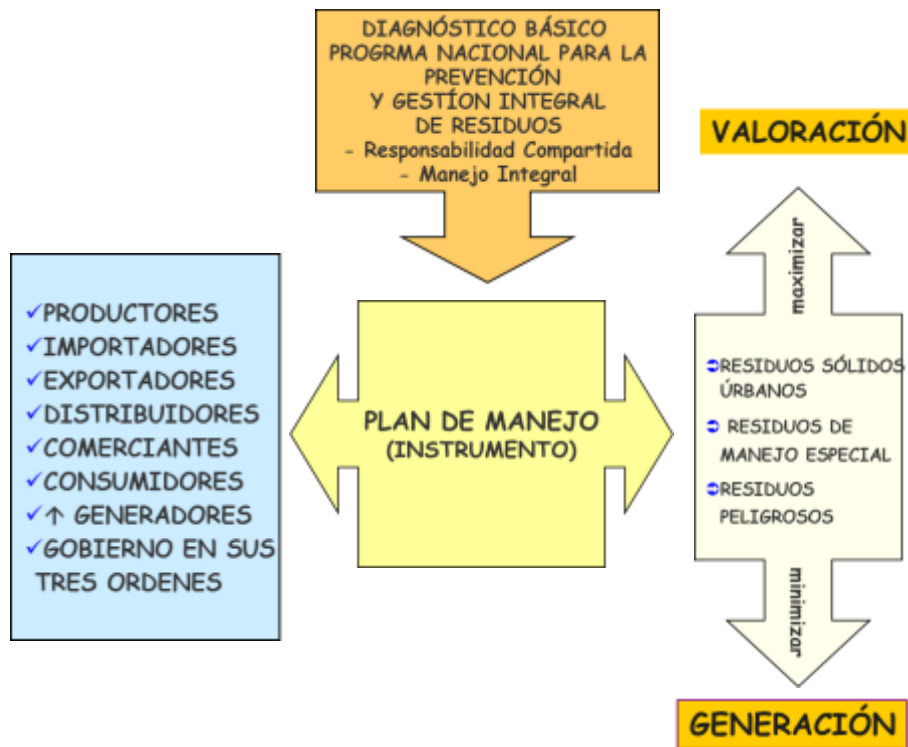 DIAGNÓSTICO BÁSICO
PROGRMA NACIONAL PARA LA
PREVENCIÓN
Y GESTÍON INTEGRAL
DE RESIDUOS
- Responsabilidad Compartida
- Manejo Integral
VALORACIÓN
maximizar
✓PRODUCTORES
✓IMPORTADORES
✓EXPORTADORES
✓DISTRIBUIDORES
✓COMERCIANTES
✓CONSUMIDORES
✓↑ GENERADORES
✓GOBIERNO EN SUS
TRES ORDENES
PLAN DE MANEJO
(INSTRUMENTO)
➲RESIDUOS SÓLIDOS
ÚRBANOS
➲ RESIDUOS DE
MANEJO ESPECIAL
➲RESIDUOS
PELIGROSOS
minimizar
GENERACIÓN